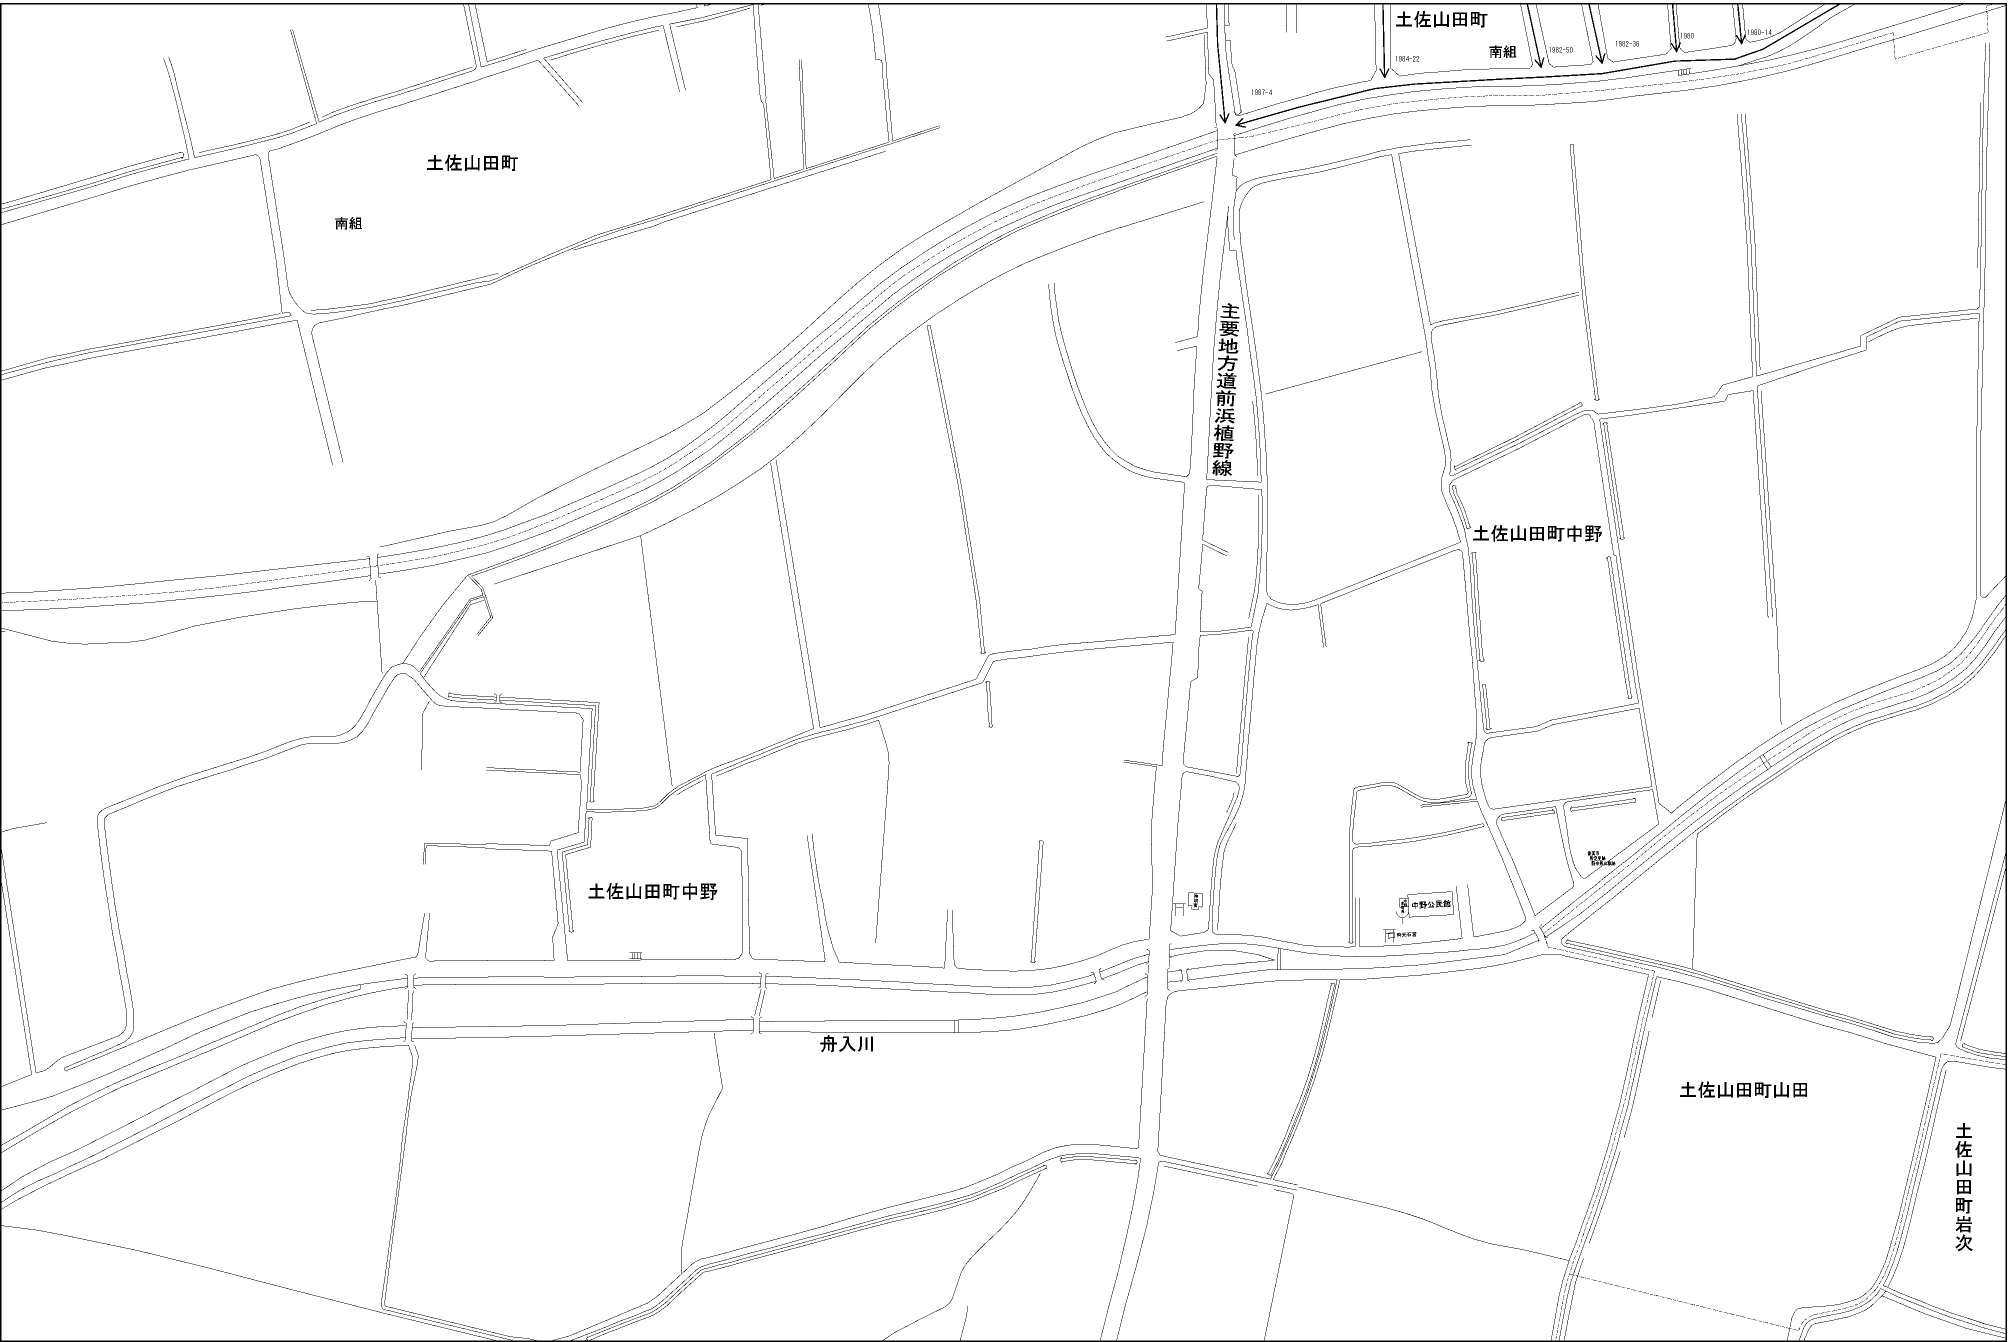 土佐山田町
南組
1984-22
1982-50
1982-36
1980
1980-14
1987-4
土佐山田町
南組
主要地方道前浜植野線
土佐山田町中野
土佐山田町中野
中野公民館
舟入川
土佐山田町山田
土佐山田町岩次